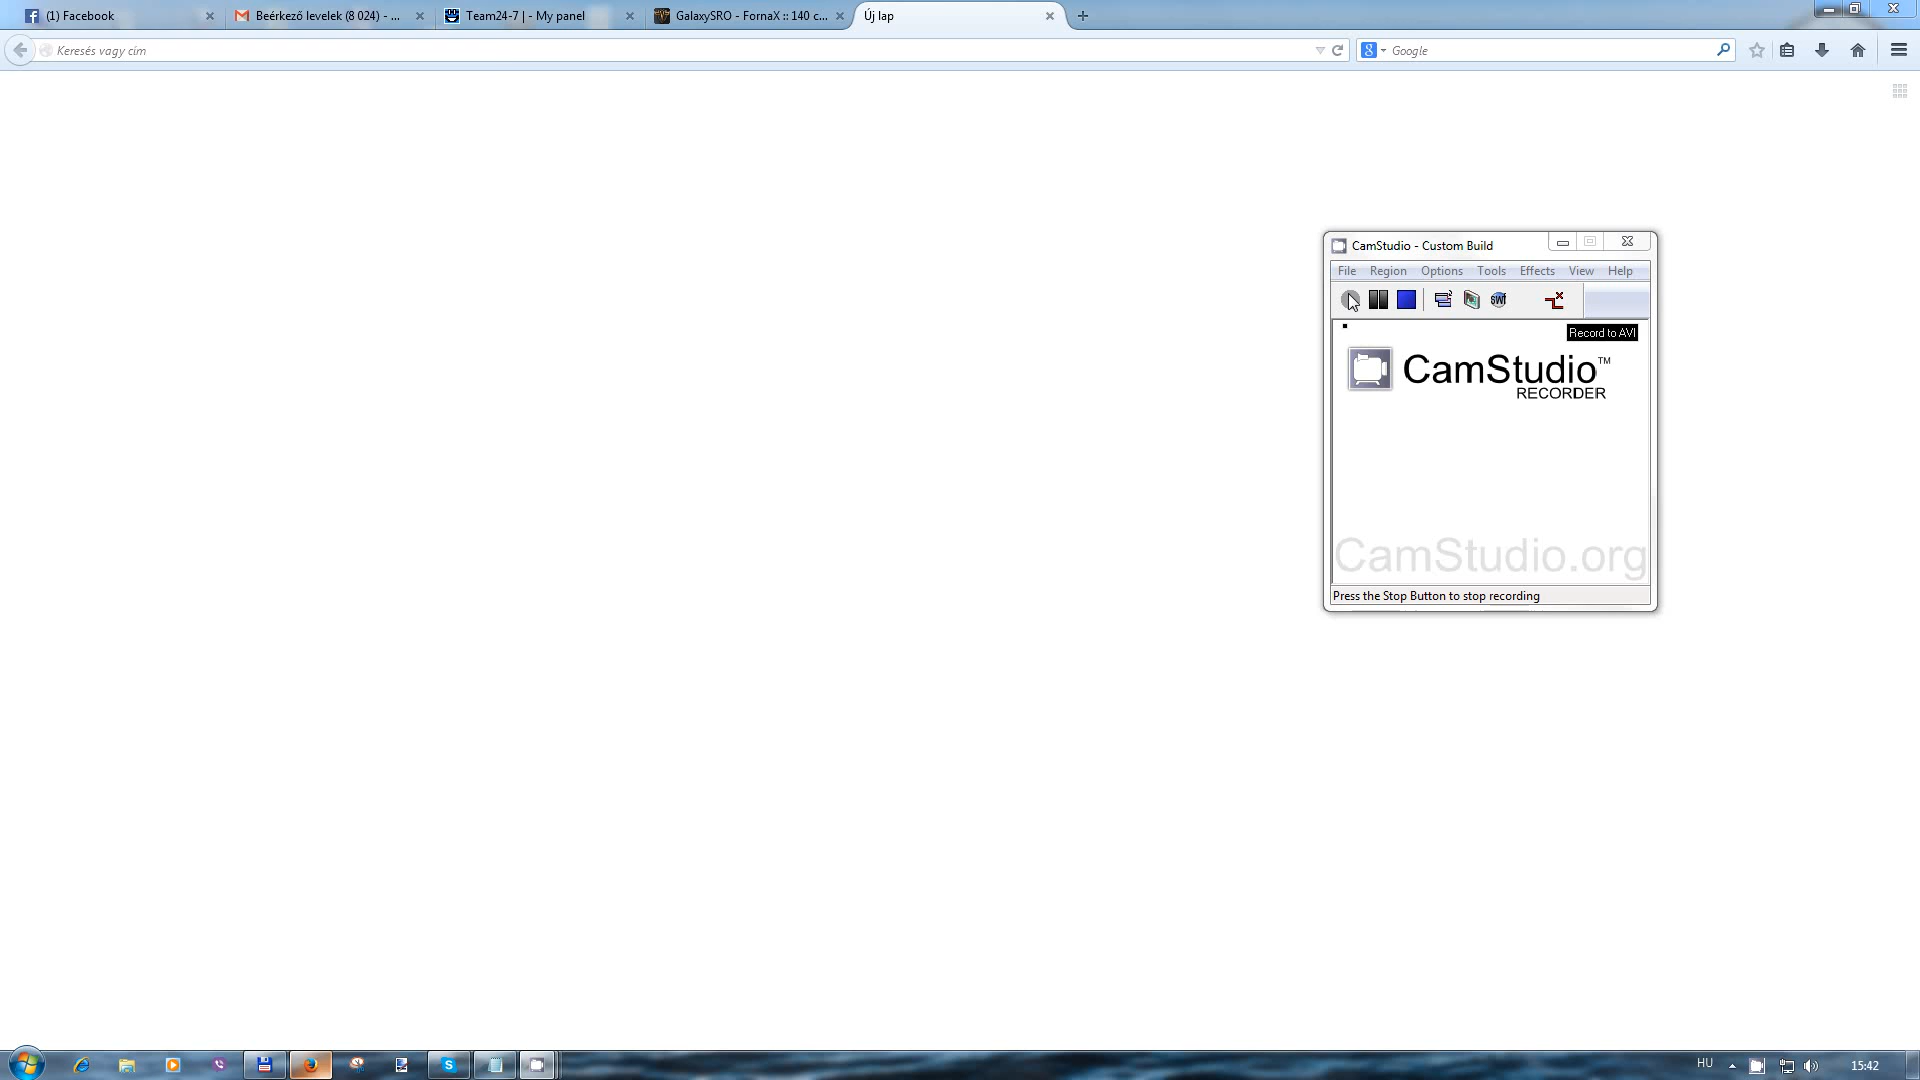 (1) Facebook
Beérkező levelek (8 024) - ...
Team24-7 | - My panel
GalaxySRO - FornaX :: 140 c...
Új lap
Keresés vagy cím
Google
CamStudio - Custom Build
File Region Options Tools Effects View Help
swf
Record to AVI
CamStudio™
RECORDER
CamStudio.org
Press the Stop Button to stop recording
HU
15:42